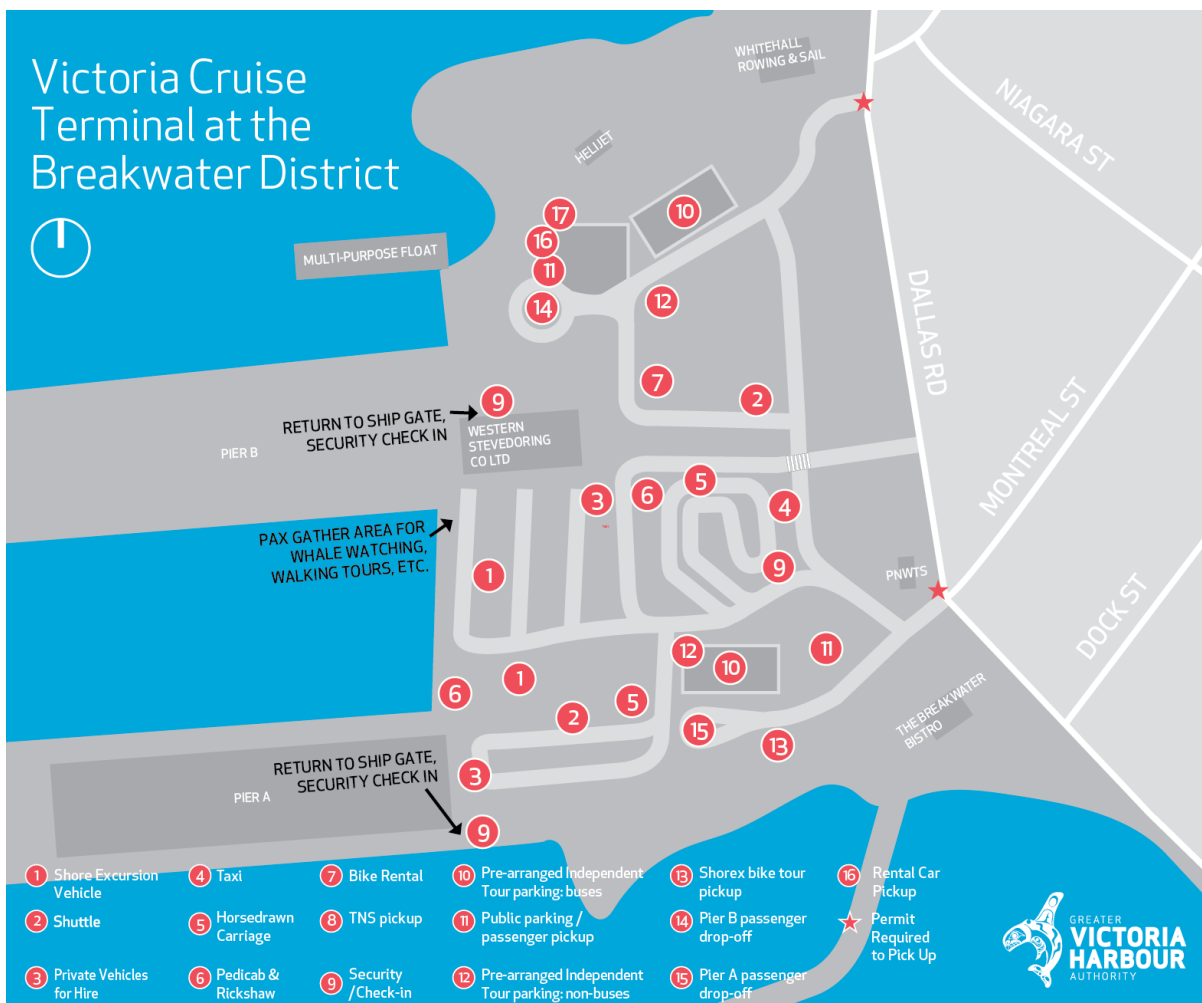 Victoria Cruise
Terminal at the
Breakwater District
WHITEHALL
ROWING & SAIL
NIAGARA ST
HELIJET
17
10
16
MULTI-PURPOSE FLOAT
11
14
12
DALLAS RD
MONTREAL ST
7
2
9
RETURN TO SHIP GATE,
SECURITY CHECK IN
WESTERN
STEVEDORING
CO LTD
PIER B
5
6
3
4
PAX GATHER AREA FOR
WHALE WATCHING,
WALKING TOURS, ETC.
1
9
PNWTS
DOCK ST
12
10
11
1
6
5
2
15
13
THE BREAKWATER
BISTRO
RETURN TO SHIP GATE,
SECURITY CHECK IN
3
PIER A
9
1 Shore Excursion
Vehicle
2 Shuttle
3 Private Vehicles
for Hire
4 Taxi
5 Horsedrawn
Carriage
6 Pedicab &
Rickshaw
7 Bike Rental
8 TNS pickup
9 Security
/Check-in
10 Pre-arranged Independent
Tour parking: buses
11 Public parking /
passenger pickup
12 Pre-arranged Independent
Tour parking: non-buses
13 Shorex bike tour
pickup
14 Pier B passenger
drop-off
15 Pier A passenger
drop-off
16 Rental Car
Pickup
Permit
Required
to Pick Up
GREATER
VICTORIA
HARBOUR
AUTHORITY